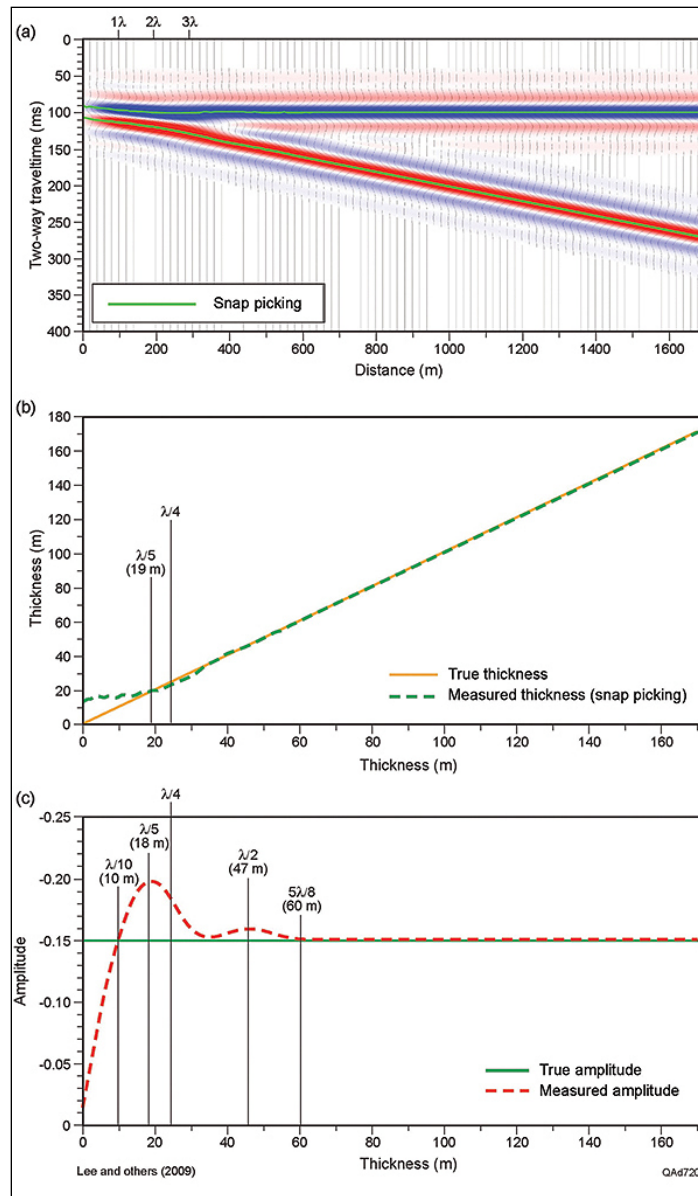 (a)
1λ 2λ 3λ
0
50
100
150
200
250
300
350
400
Two-way traveltime (ms)
Snap picking
0 200 400 600 800 1000 1200 1400 1600
Distance (m)
(b)
180
160
140
120
100
80
60
40
20
0
Thickness (m)
λ/4
λ/5
(19 m)
True thickness
Measured thickness (snap picking)
0 20 40 60 80 100 120 140 160
Thickness (m)
(c)
-0.25
-0.20
-0.15
-0.10
-0.05
0
Amplitude
λ/4
λ/5
(18 m)
λ/10
(10 m)
λ/2
(47 m)
5λ/8
(60 m)
True amplitude
Measured amplitude
0 20 40 60 80 100 120 140 160
Thickness (m)
Lee and others (2009)
QAd720